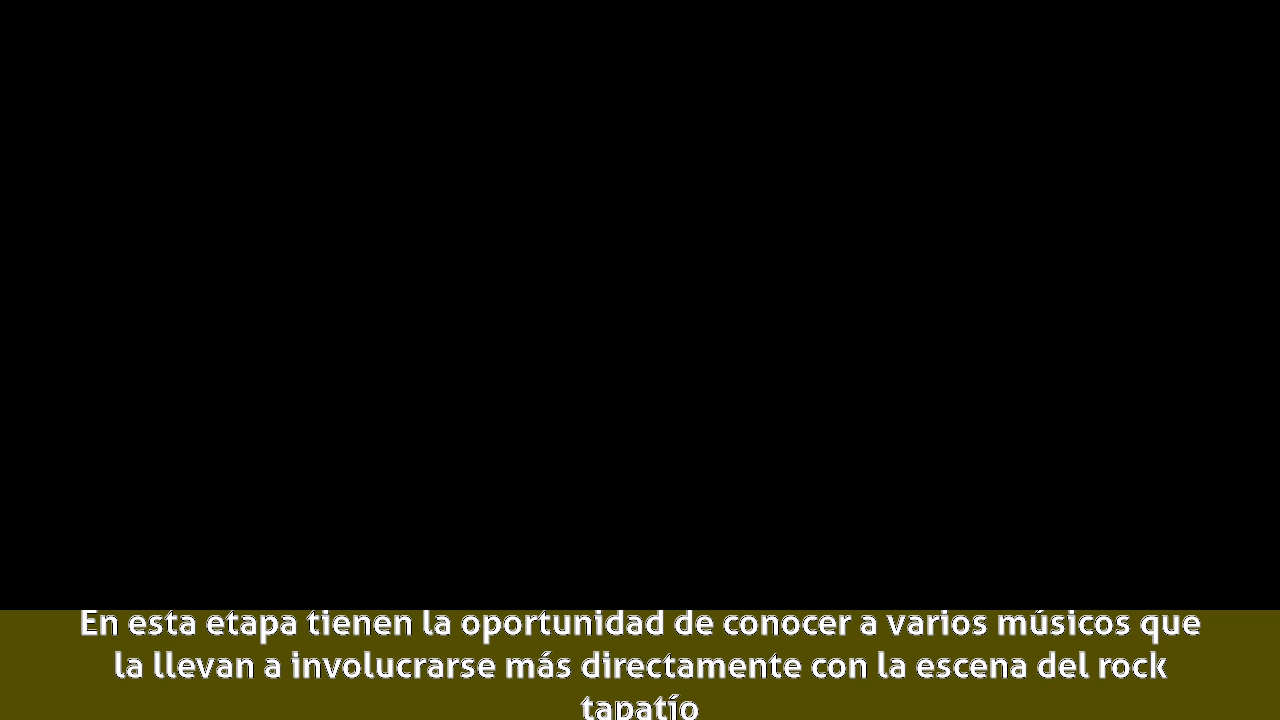 En esta etapa tienen la oportunidad de conocer a varios músicos que
la llevan a involucrarse más directamente con la escena del rock
tapatío